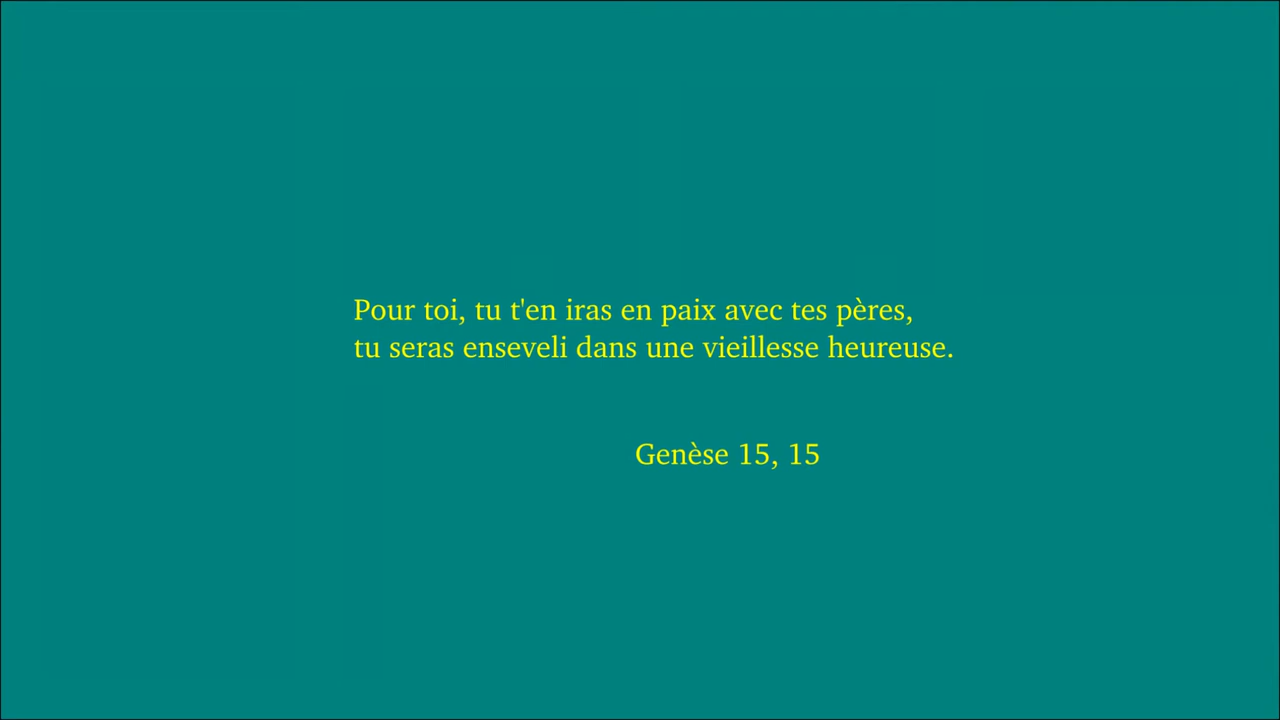 Pour toi, tu t'en iras en paix avec tes pères,
tu seras enseveli dans une vieillesse heureuse.
Genèse 15, 15